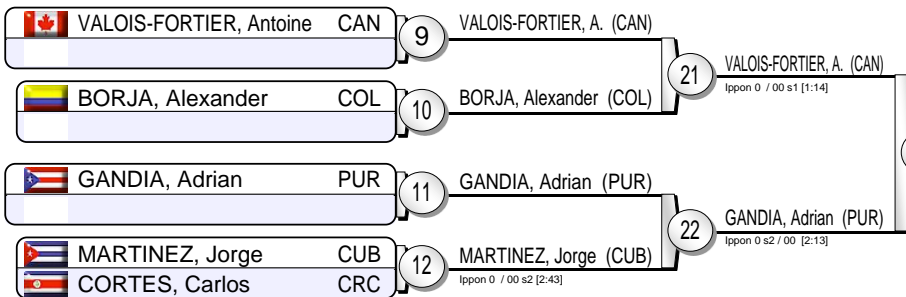 VALOIS-FORTIER, Antoine CAN
9
VALOIS-FORTIER, A. (CAN)
21
VALOIS-FORTIER, A. (CAN)
Ippon 0 / 00 s1 [1:14]
BORJA, Alexander COL
10
BORJA, Alexander (COL)
GANDIA, Adrian PUR
11
GANDIA, Adrian (PUR)
22
GANDIA, Adrian (PUR)
Ippon 0 s2 / 00 [2:13]
MARTINEZ, Jorge CUB
CORTES, Carlos CRC
12
MARTINEZ, Jorge (CUB)
Ippon 0 / 00 s2 [2:43]